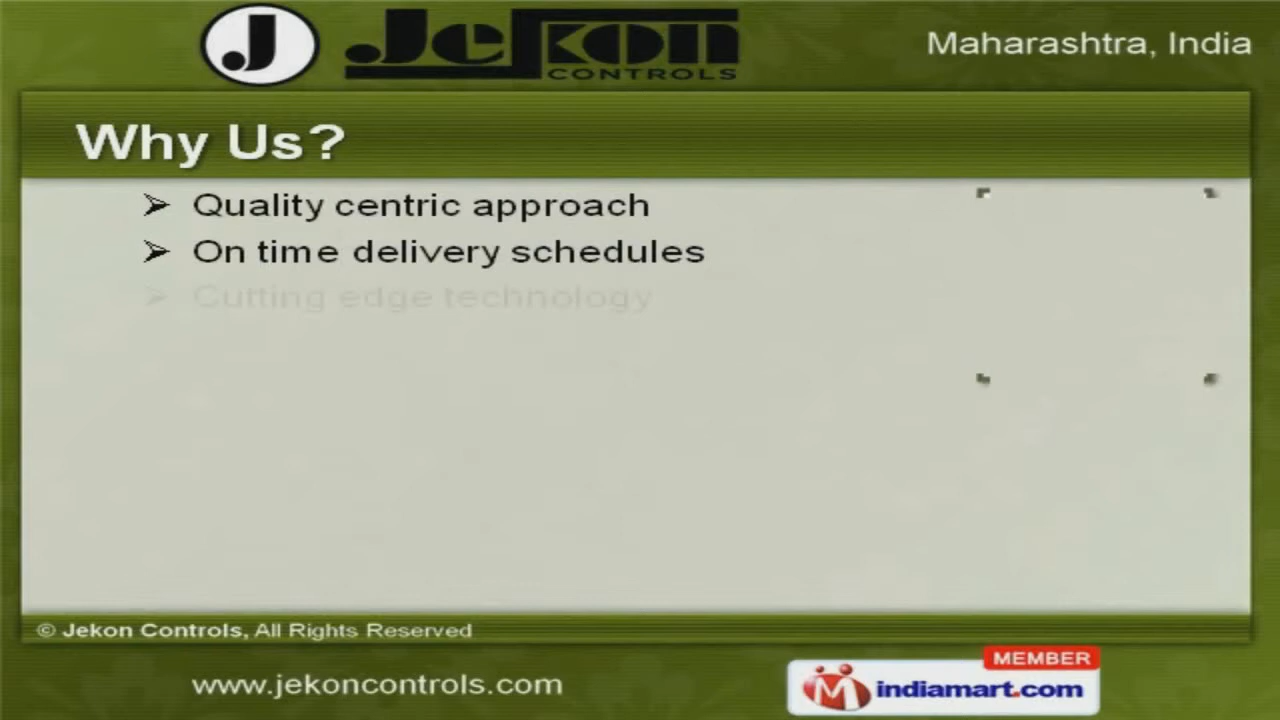 J Jekon
CONTROLS
Maharashtra, India
Why Us?
➢ Quality centric approach
➢ On time delivery schedules
➢ Cutting edge technology
© Jekon Controls, All Rights Reserved
www.jekoncontrols.com
MEMBER
indiamart.com